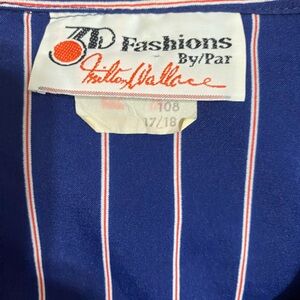 3D Fashions
By/Par
Milton Wallace
108
17/18